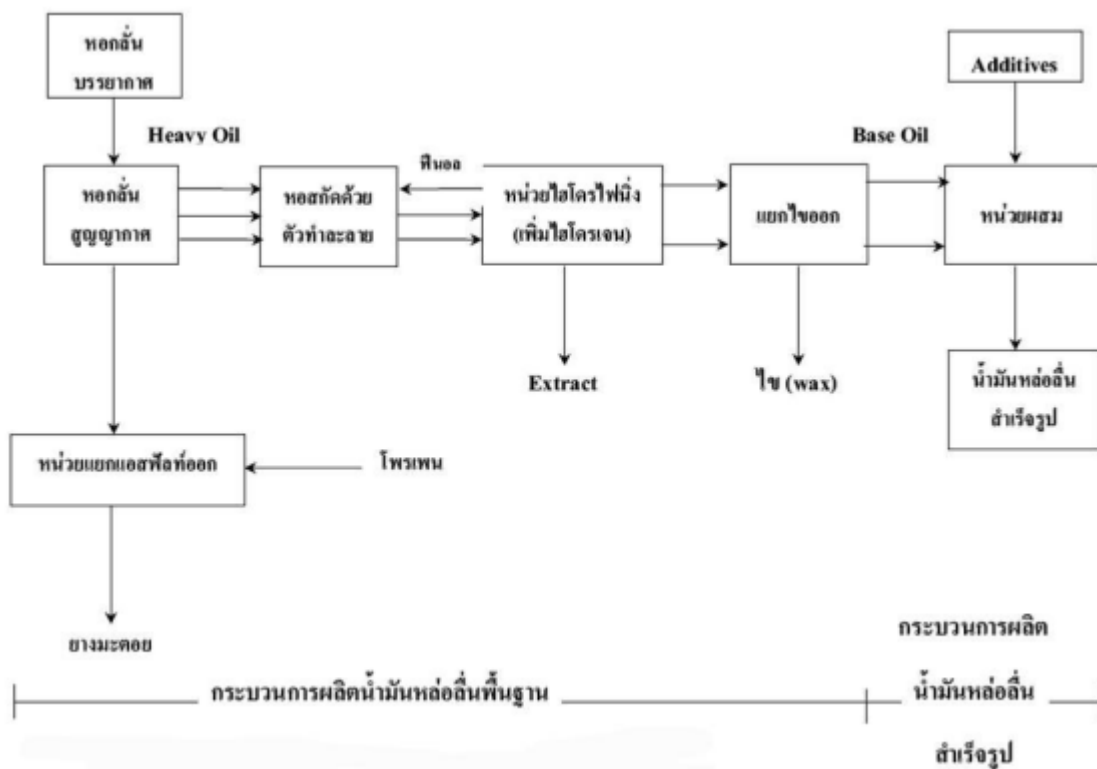 หอกลั่น
บรรยากาศ
Additives
Heavy Oil
Base Oil
ฟีนอล
หอกลั่น
สูญญากาศ
หอสกัดด้วย
ตัวทำละลาย
หน่วยไฮโดรไฟนิ่ง
(เพิ่มไฮโดรเจน)
แยกไขออก
หน่วยผสม
Extract
ไข (wax)
น้ำมันหล่อลื่น
สำเร็จรูป
หน่วยแยกแอสฟัลท์ออก
โพรเพน
ยางมะตอย
กระบวนการผลิตน้ำมันหล่อลื่นพื้นฐาน
กระบวนการผลิต
น้ำมันหล่อลื่น
สำเร็จรูป